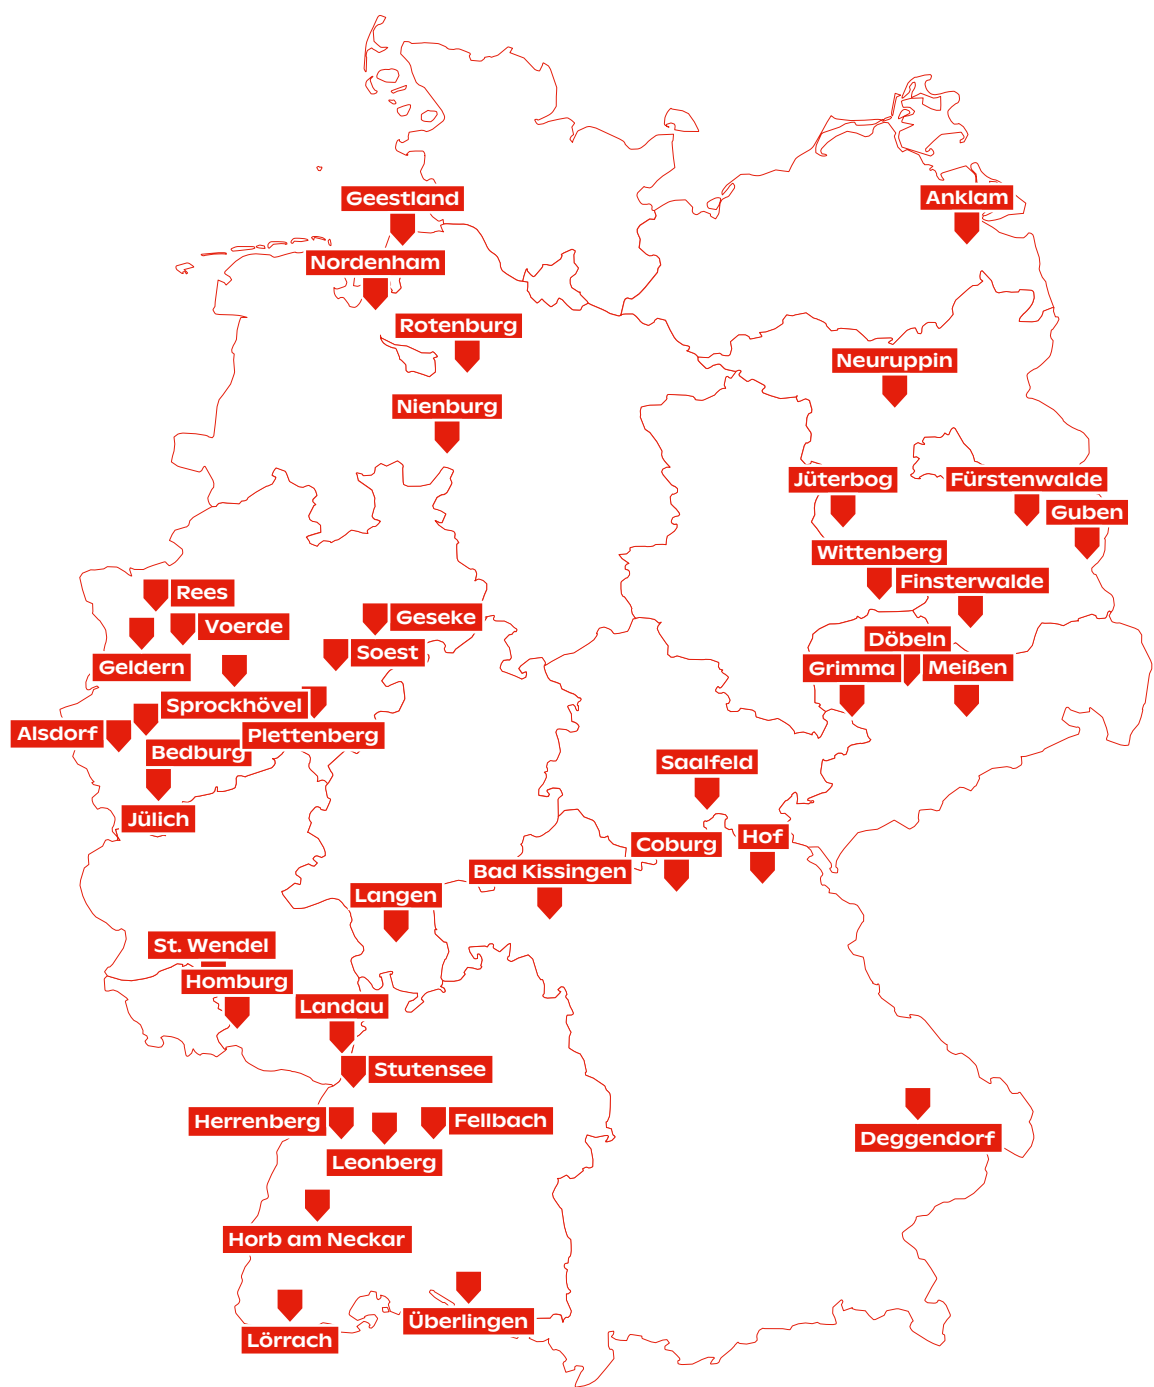 Geestland
Anklam
Nordenham
Rotenburg
Neuruppin
Nienburg
Jüterbog
Fürstenwalde
Guben
Wittenberg
Finsterwalde
Rees
Geseke
Voerde
Döbeln
Soest
Geldern
Grimma
Meißen
Sprockhövel
Alsdorf
Plettenberg
Bedburg
Saalfeld
Jülich
Hof
Coburg
Bad Kissingen
Langen
St. Wendel
Homburg
Landau
Stutensee
Herrenberg
Fellbach
Deggendorf
Leonberg
Horb am Neckar
Überlingen
Lörrach